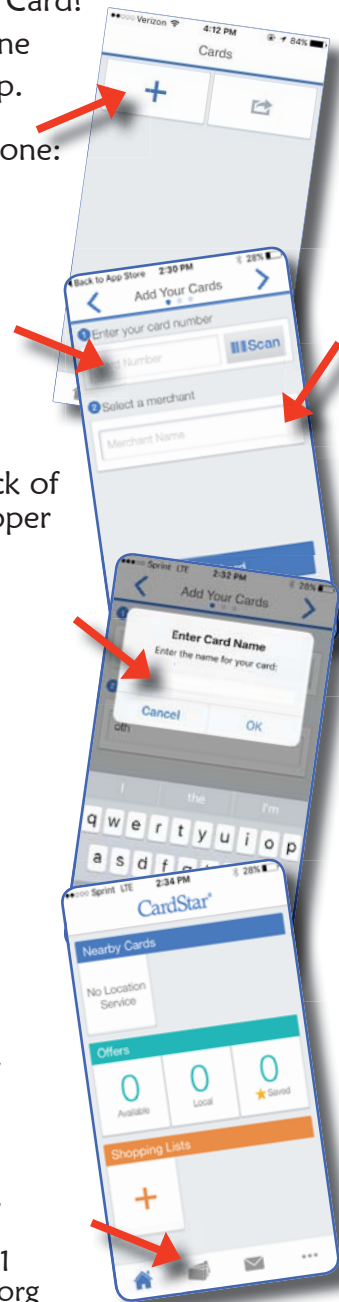 Card!
ne
p.
one:
Verizon 4:12 PM 84%
Cards
Back to App Store 2:30 PM 28%
Add Your Cards
1 Enter your card number
Card Number
Scan
2 Select a merchant
Merchant Name
ck of
pper
Sprint LTE 2:32 PM 28%
Add Your Cards
Enter Card Name
Enter the name for your card:
Cancel OK
oth
I the I'm
q w e r t y u i o p
a s d f
Sprint LTE 2:34 PM 28%
CardStar
Nearby Cards
No Location
Service
Offers
0 0 0
Available Local Saved
Shopping Lists
+
1
org